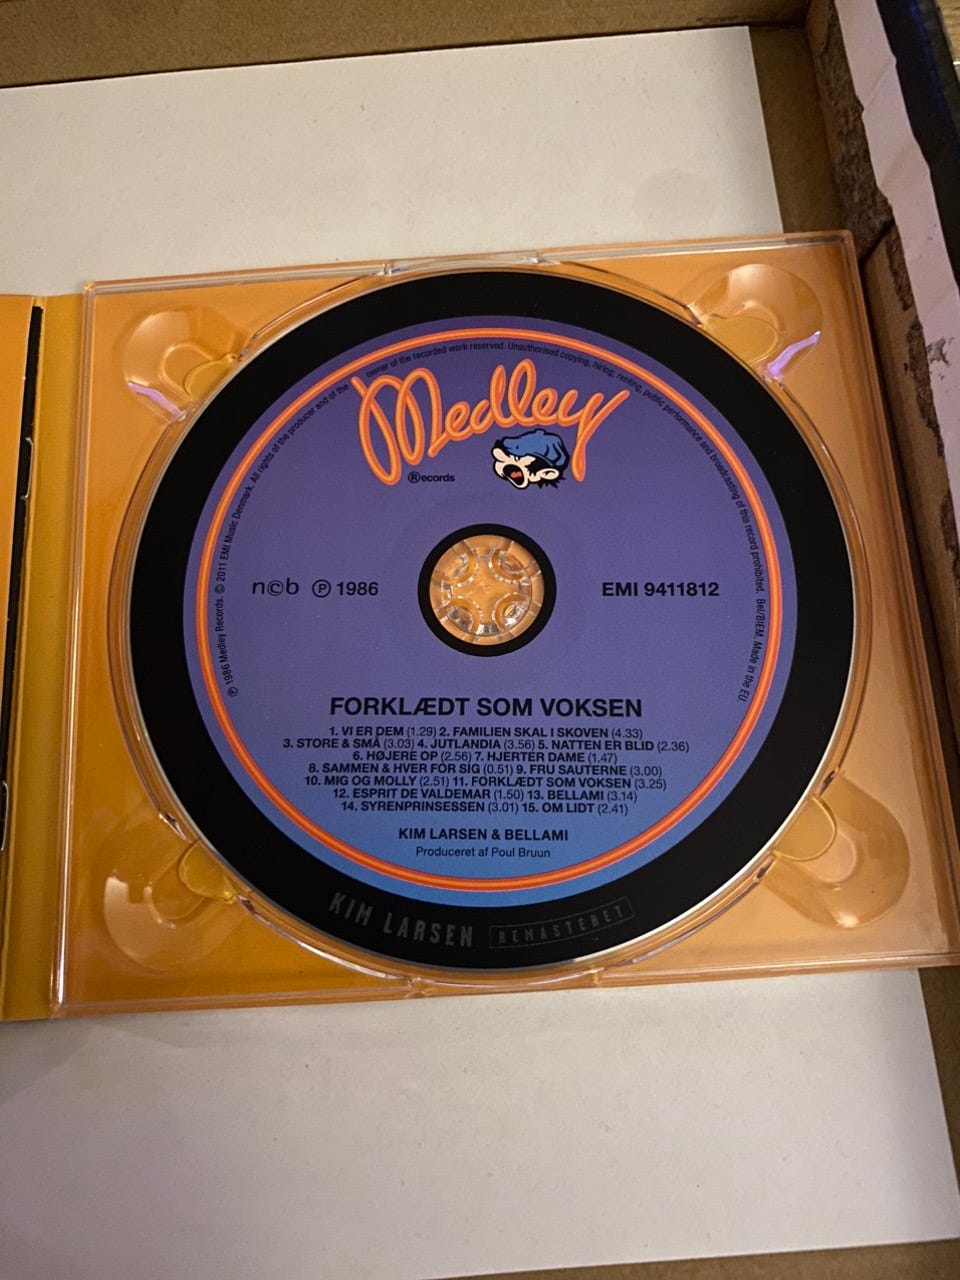 ℗ 1986 Medley Records. © 2011 EMI Music Denmark. All rights of the producer and of the owner of the recorded work reserved. Unauthorised copying, hiring, renting, public performance and broadcasting of this record prohibited. Bel/BIEM. Made in the EU.
Medley
®ecords
n©b ℗ 1986
EMI 9411812
FORKLÆDT SOM VOKSEN
1. VI ER DEM (1.29) 2. FAMILIEN SKAL I SKOVEN (4.33)
3. STORE & SMÅ (3.03) 4. JUTLANDIA (3.56) 5. NATTEN ER BLID (2.36)
6. HØJERE OP (2.56) 7. HJERTER DAME (1.47)
8. SAMMEN & HVER FOR SIG (0.51) 9. FRU SAUTERNE (3.00)
10. MIG OG MOLLY (2.51) 11. FORKLÆDT SOM VOKSEN (3.25)
12. ESPRIT DE VALDEMAR (1.50) 13. BELLAMI (3.14)
14. SYRENPRINSESSEN (3.01) 15. OM LIDT (2.41)
KIM LARSEN & BELLAMI
Produceret af Poul Bruun
KIM LARSEN REMASTERET